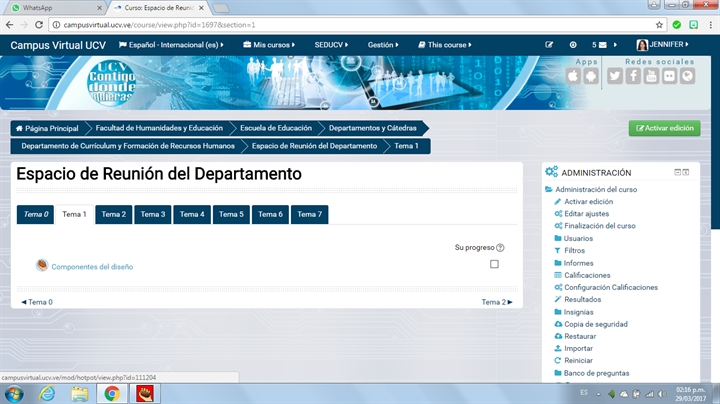 WhatsApp
Curso: Espacio de Reunió
campusvirtual.ucv.ve/course/view.php?id=1697&section=1
Campus Virtual UCV
Español - Internacional (es)
Mis cursos
SEDUCV
Gestión
This course
5
JENNIFER
UCV
Contigo
donde
quieras
Apps
Redes sociales
Página Principal
Facultad de Humanidades y Educación
Escuela de Educación
Departamentos y Cátedras
Activar edición
Departamento de Currículum y Formación de Recursos Humanos
Espacio de Reunión del Departamento
Tema 1
Espacio de Reunión del Departamento
Tema 0
Tema 1
Tema 2
Tema 3
Tema 4
Tema 5
Tema 6
Tema 7
Su progreso
Componentes del diseño
◄ Tema 0
Tema 2 ►
ADMINISTRACIÓN
Administración del curso
Activar edición
Editar ajustes
Finalización del curso
Usuarios
Filtros
Informes
Calificaciones
Configuración Calificaciones
Resultados
Insignias
Copia de seguridad
Restaurar
Importar
Reiniciar
Banco de preguntas
campusvirtual.ucv.ve/mod/hotpot/view.php?id=111204
ES
02:16 p.m.
29/03/2017